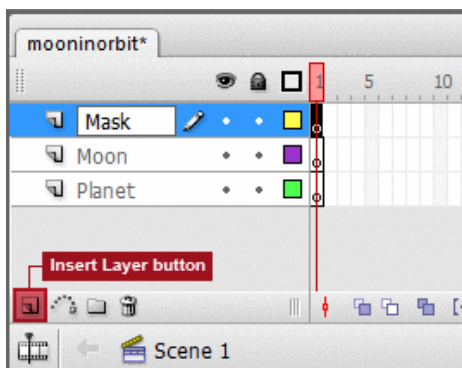 mooninorbit*
1 5 10
Mask
Moon
Planet
Insert Layer button
Scene 1